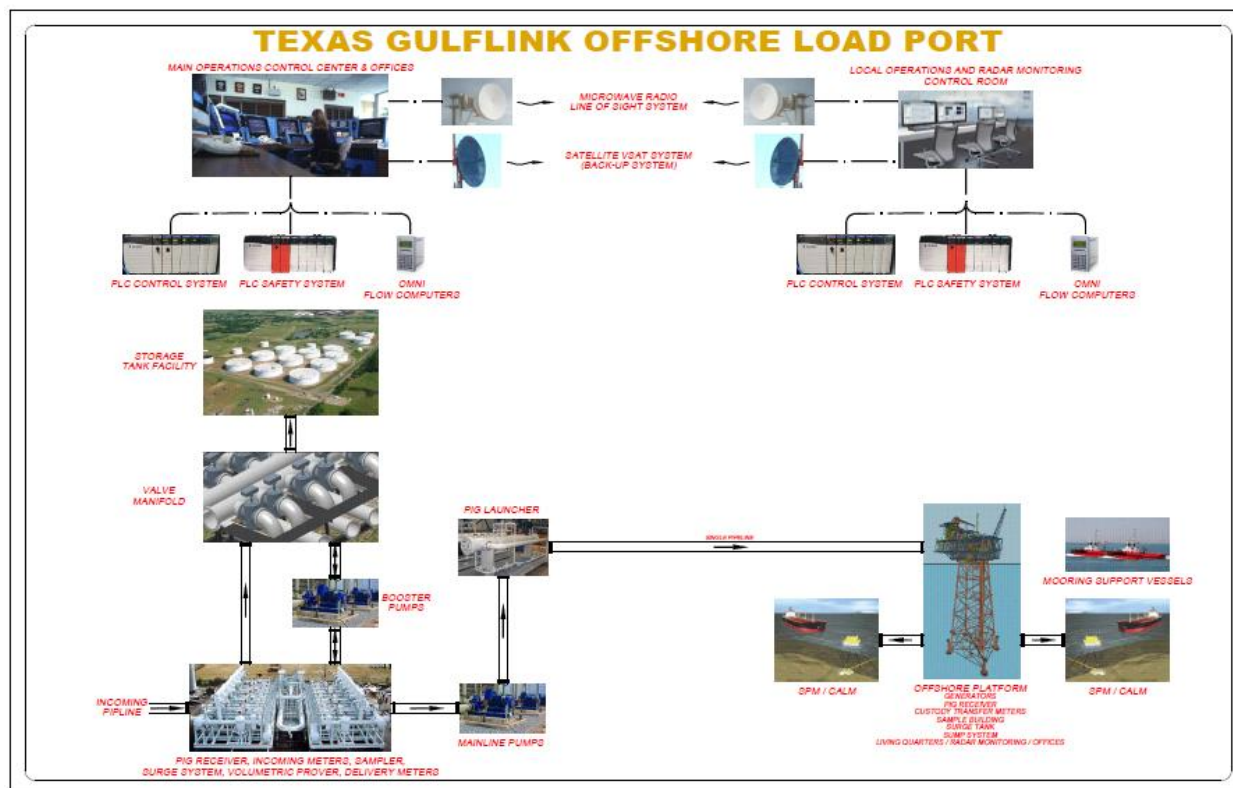 TEXAS GULFLINK OFFSHORE LOAD PORT
MAIN OPERATIONS CONTROL CENTER & OFFICES
LOCAL OPERATIONS AND RADAR MONITORING
CONTROL ROOM
MICROWAVE RADIO
LINE OF SIGHT SYSTEM
SATELLITE VSAT SYSTEM
(BACK-UP SYSTEM)
PLC CONTROL SYSTEM
PLC SAFETY SYSTEM
OMNI
FLOW COMPUTERS
PLC CONTROL SYSTEM
PLC SAFETY SYSTEM
OMNI
FLOW COMPUTERS
STORAGE
TANK FACILITY
VALVE
MANIFOLD
PIG LAUNCHER
SINGLE PIPELINE
MOORING SUPPORT VESSELS
BOOSTER
PUMPS
INCOMING
PIPLINE
MAINLINE PUMPS
SPM / CALM
OFFSHORE PLATFORM
GENERATORS
PIG RECEIVER
CUSTODY TRANSFER METERS
SAMPLE BUILDING
SURGE TANK
SUMP SYSTEM
LIVING QUARTERS / RADAR MONITORING / OFFICES
SPM / CALM
PIG RECEIVER, INCOMING METERS, SAMPLER,
SURGE SYSTEM, VOLUMETRIC PROVER, DELIVERY METERS